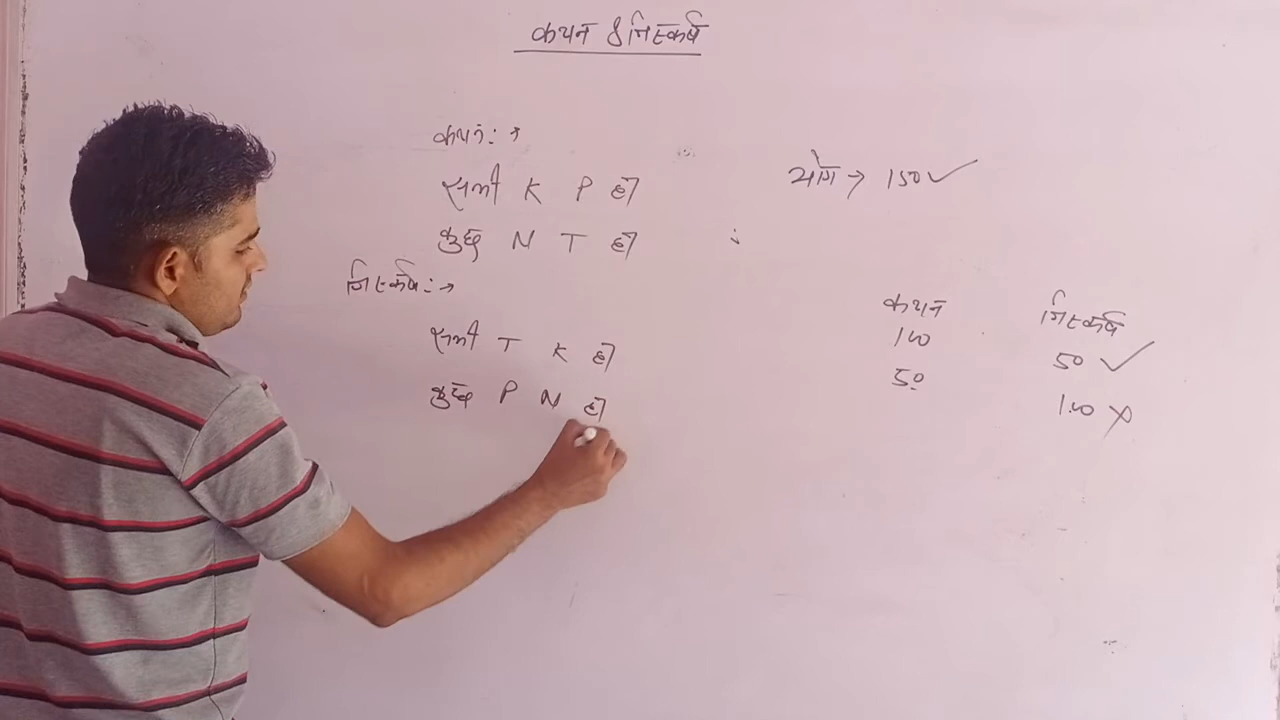 कथन & निष्कर्ष
कथन:→
सभी K P हैं
कुछ N T हैं
निष्कर्ष:→
सभी T K हैं
कुछ P N हैं
योग → 150 ✓
कथन निष्कर्ष
100 50 ✓
50 100 ✗